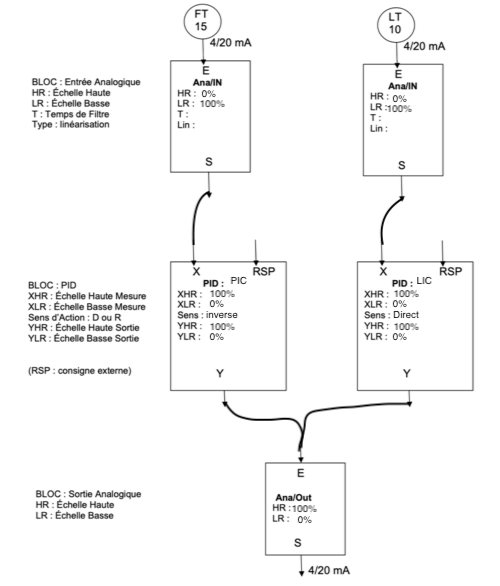 FT
15
LT
10
4/20 mA
4/20 mA
BLOC : Entrée Analogique
HR : Échelle Haute
LR : Échelle Basse
T : Temps de Filtre
Type : linéarisation
E
Ana/IN
HR : 0%
LR : 100%
T :
Lin :
S
E
Ana/IN
HR : 0%
LR :100%
T :
Lin :
S
BLOC : PID
XHR : Échelle Haute Mesure
XLR : Échelle Basse Mesure
Sens d'Action : D ou R
YHR : Échelle Haute Sortie
YLR : Échelle Basse Sortie
(RSP : consigne externe)
X RSP
PID : PIC
XHR : 100%
XLR : 0%
Sens : inverse
YHR : 100%
YLR : 0%
Y
X RSP
PID : LIC
XHR : 100%
XLR : 0%
Sens : Direct
YHR : 100%
YLR : 0%
Y
BLOC : Sortie Analogique
HR : Échelle Haute
LR : Échelle Basse
E
Ana/Out
HR :100%
LR : 0%
S
4/20 mA